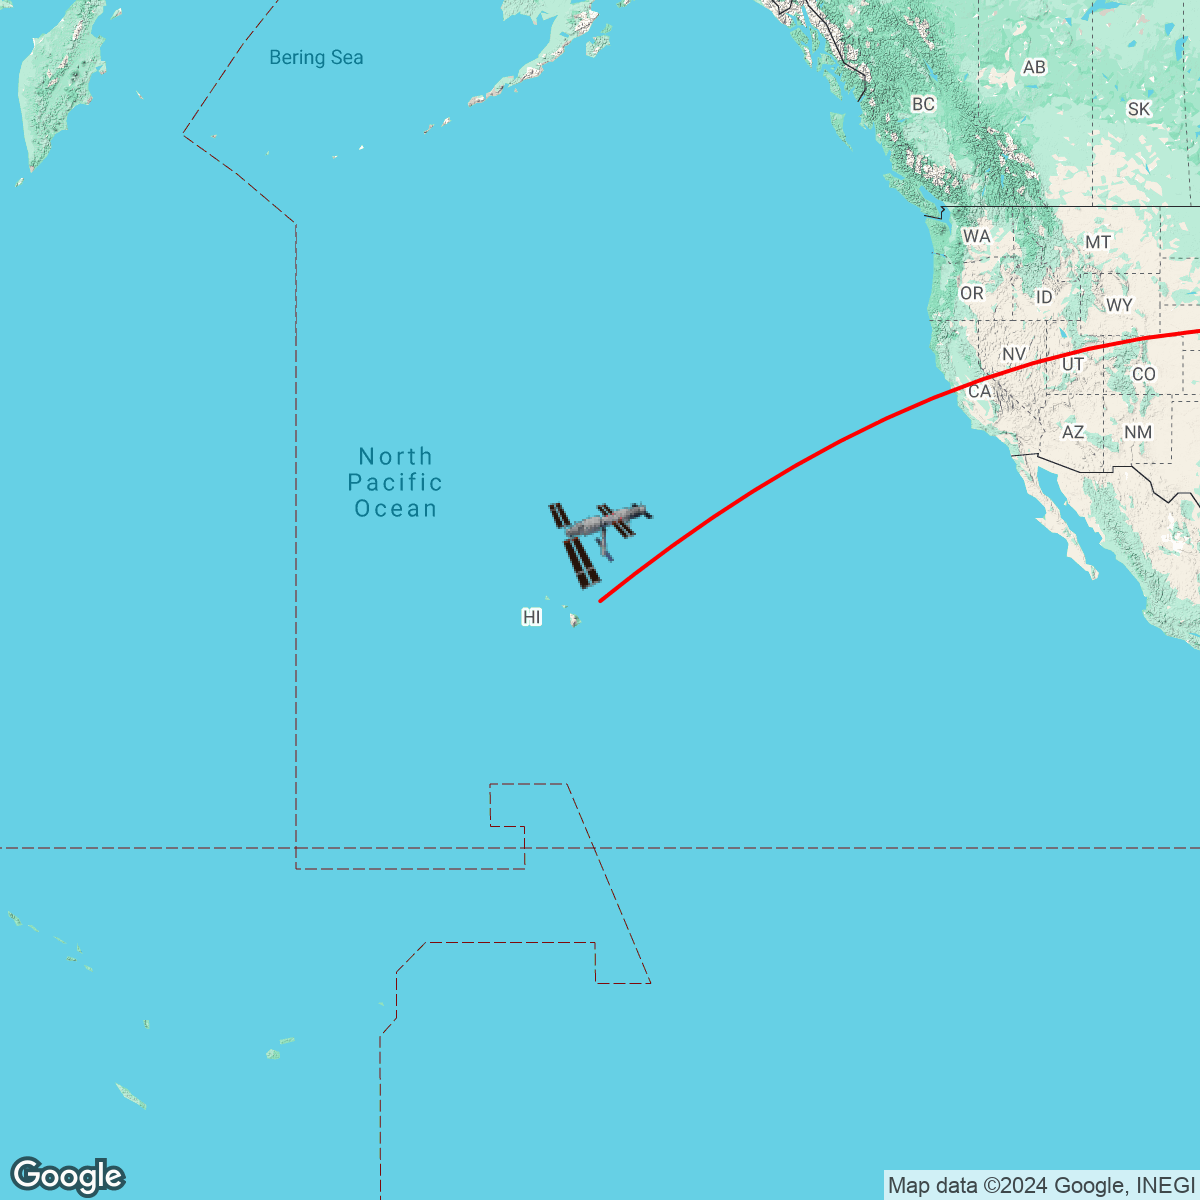 Bering Sea
AB
BC
SK
WA
MT
OR
ID
WY
NV
UT
CO
CA
AZ
NM
North
Pacific
Ocean
HI
Google
Map data ©2024 Google, INEGI